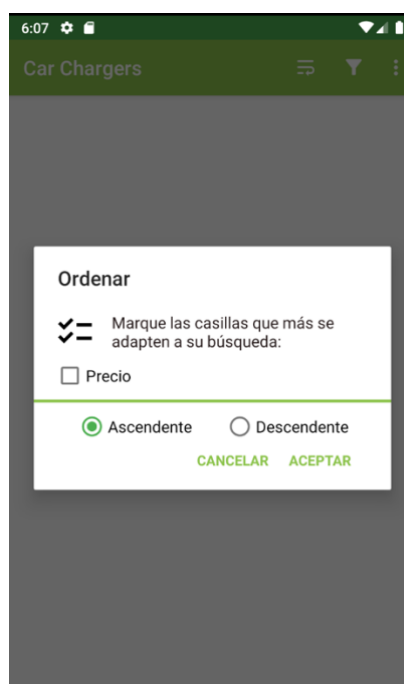 6:07
Car Chargers
Ordenar
Marque las casillas que más se
adapten a su búsqueda:
Precio
Ascendente Descendente
CANCELAR ACEPTAR